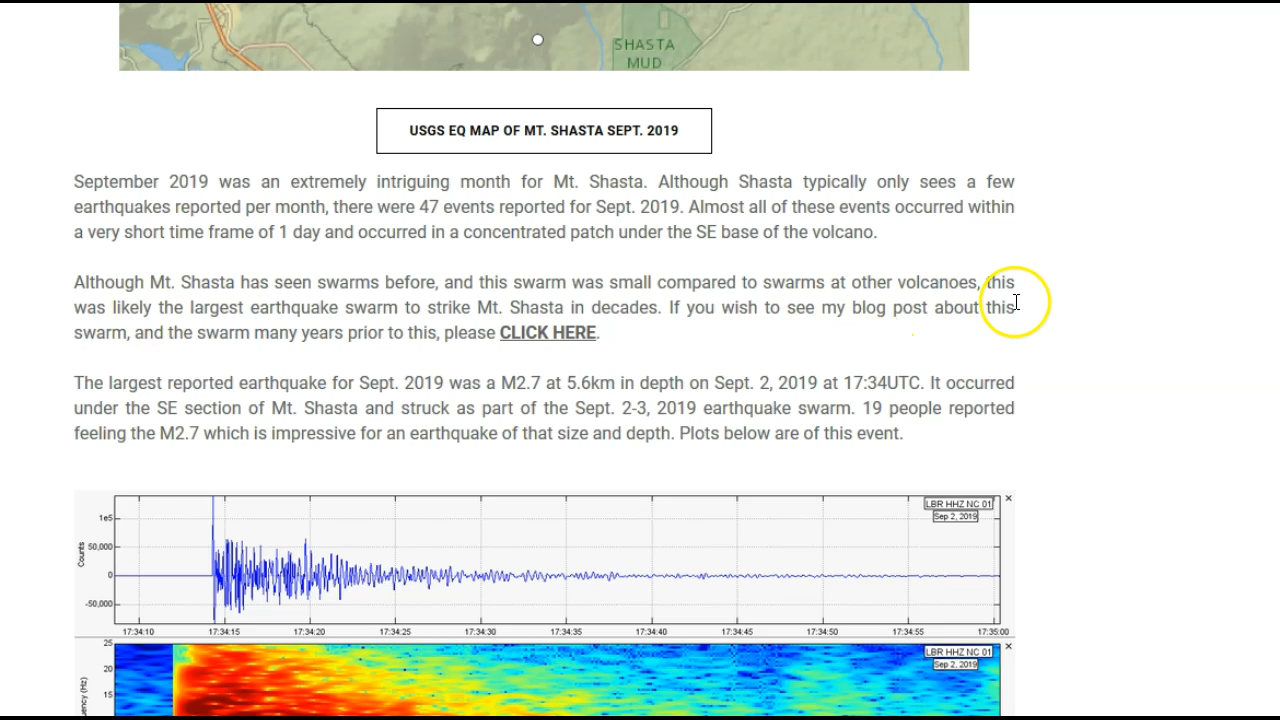 SHASTA
MUD
USGS EQ MAP OF MT. SHASTA SEPT. 2019
September 2019 was an extremely intriguing month for Mt. Shasta. Although Shasta typically only sees a few
earthquakes reported per month, there were 47 events reported for Sept. 2019. Almost all of these events occurred within
a very short time frame of 1 day and occurred in a concentrated patch under the SE base of the volcano.
Although Mt. Shasta has seen swarms before, and this swarm was small compared to swarms at other volcanoes, this
was likely the largest earthquake swarm to strike Mt. Shasta in decades. If you wish to see my blog post about this
swarm, and the swarm many years prior to this, please CLICK HERE.
The largest reported earthquake for Sept. 2019 was a M2.7 at 5.6km in depth on Sept. 2, 2019 at 17:34UTC. It occurred
under the SE section of Mt. Shasta and struck as part of the Sept. 2-3, 2019 earthquake swarm. 19 people reported
feeling the M2.7 which is impressive for an earthquake of that size and depth. Plots below are of this event.
LBR HHZ NC 01
Sep 2, 2019
Counts
1e5
50,000
0
-50,000
17:34:10 17:34:15 17:34:20 17:34:25 17:34:30 17:34:35 17:34:40 17:34:45 17:34:50 17:34:55 17:35:00
LBR HHZ NC 01
Sep 2, 2019
25
20
15
(Hz)